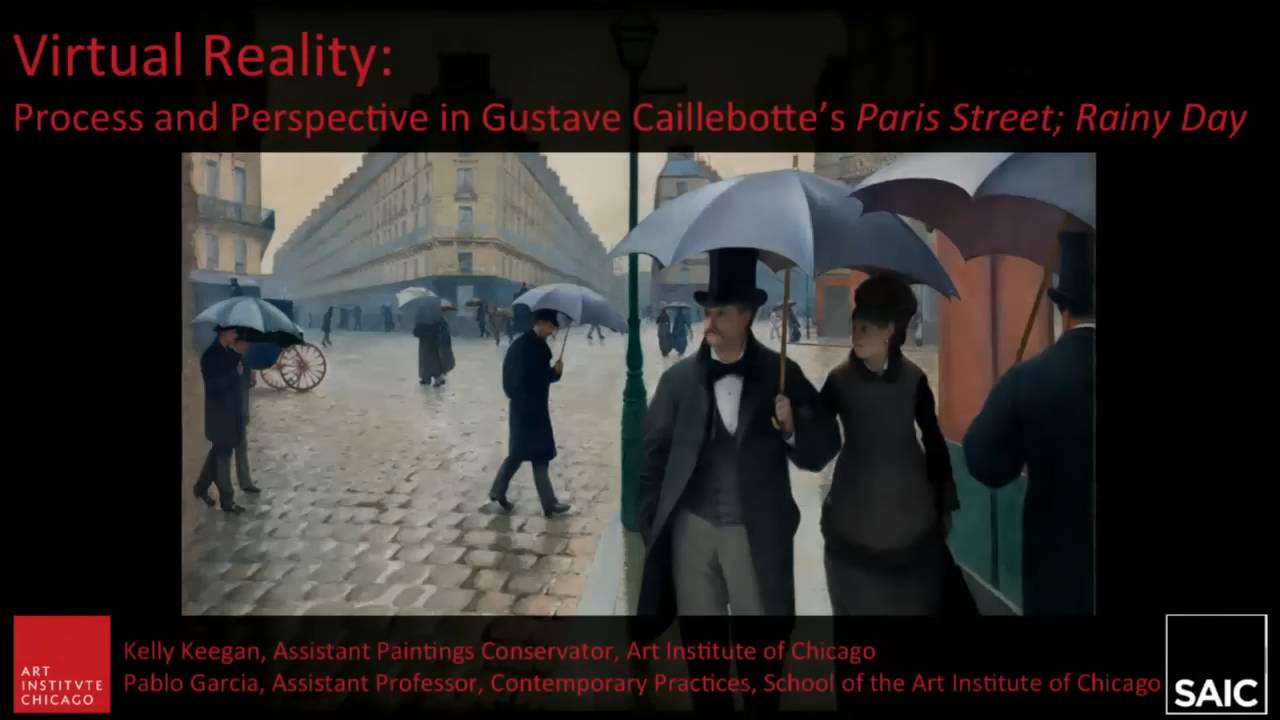 Virtual Reality:
Process and Perspective in Gustave Caillebotte’s Paris Street; Rainy Day
Kelly Keegan, Assistant Paintings Conservator, Art Institute of Chicago
Pablo Garcia, Assistant Professor, Contemporary Practices, School of the Art Institute of Chicago
ART
INSTITVTE
CHICAGO
SAIC